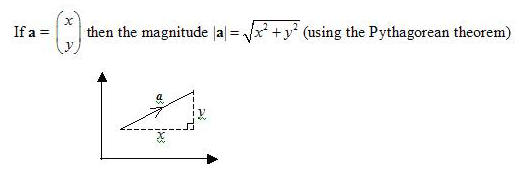 If a = (x y) then the magnitude |a| = √x² + y² (using the Pythagorean theorem)
a
y
x